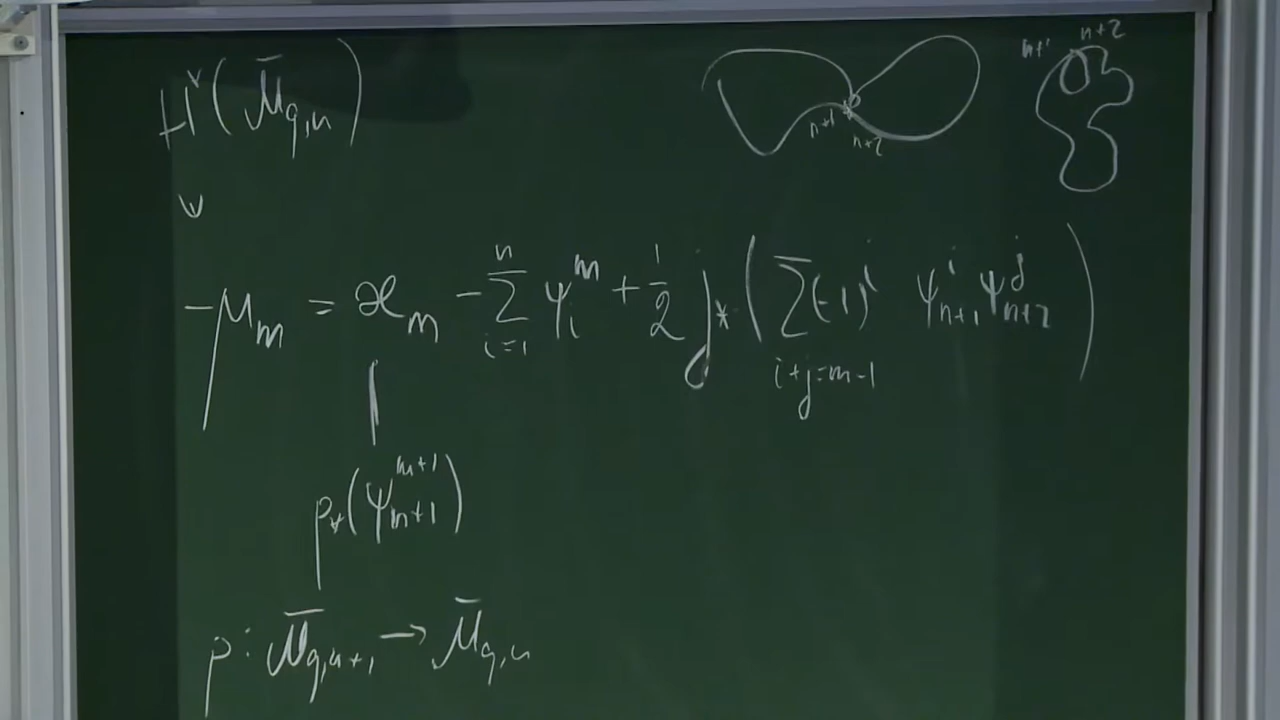 H^*(\bar{M}_{g,n})
n+1 n+2
n+1 n+2
∪
-μ_m = æ_m - \sum_{i=1}^{n} ψ_i^m + \frac{1}{2} j_* ( \sum_{i+j=m-1} (-1)^i ψ_{n+1}^i ψ_{n+2}^j )
|
p_*(ψ_{m+1}^{m+1})
p : \bar{M}_{g,n+1} → \bar{M}_{g,n}